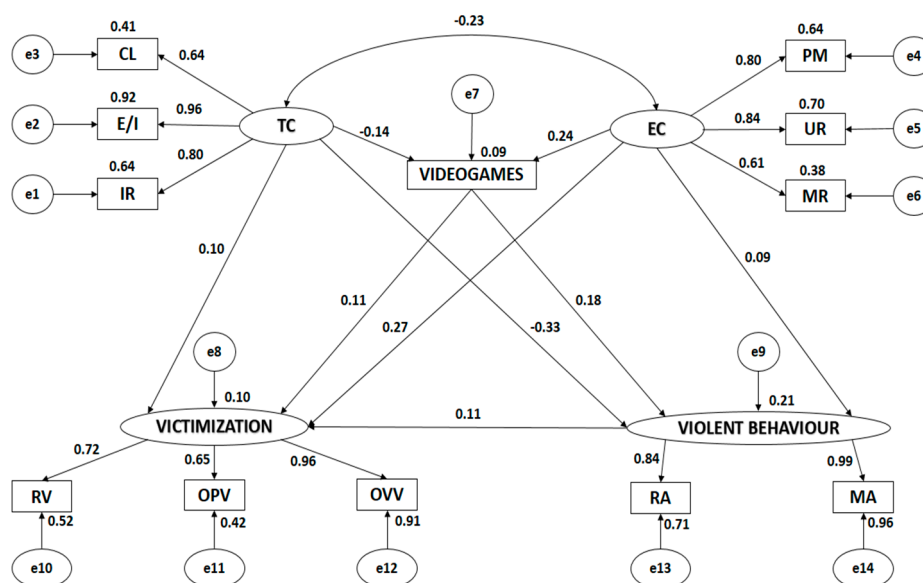 -0.23
0.41
0.64
e3
CL
0.64
0.80
PM
e4
e7
0.92
0.70
e2
E/I
0.96
TC
EC
0.84
UR
e5
-0.14
0.24
0.64
0.80
0.09
0.61
0.38
e1
IR
VIDEOGAMES
MR
e6
0.10
0.09
0.11
0.18
0.27
-0.33
e8
e9
0.10
0.21
VICTIMIZATION
0.11
VIOLENT BEHAVIOUR
0.72
0.65
0.96
0.84
0.99
RV
OPV
OVV
RA
MA
0.52
0.42
0.91
0.71
0.96
e10
e11
e12
e13
e14